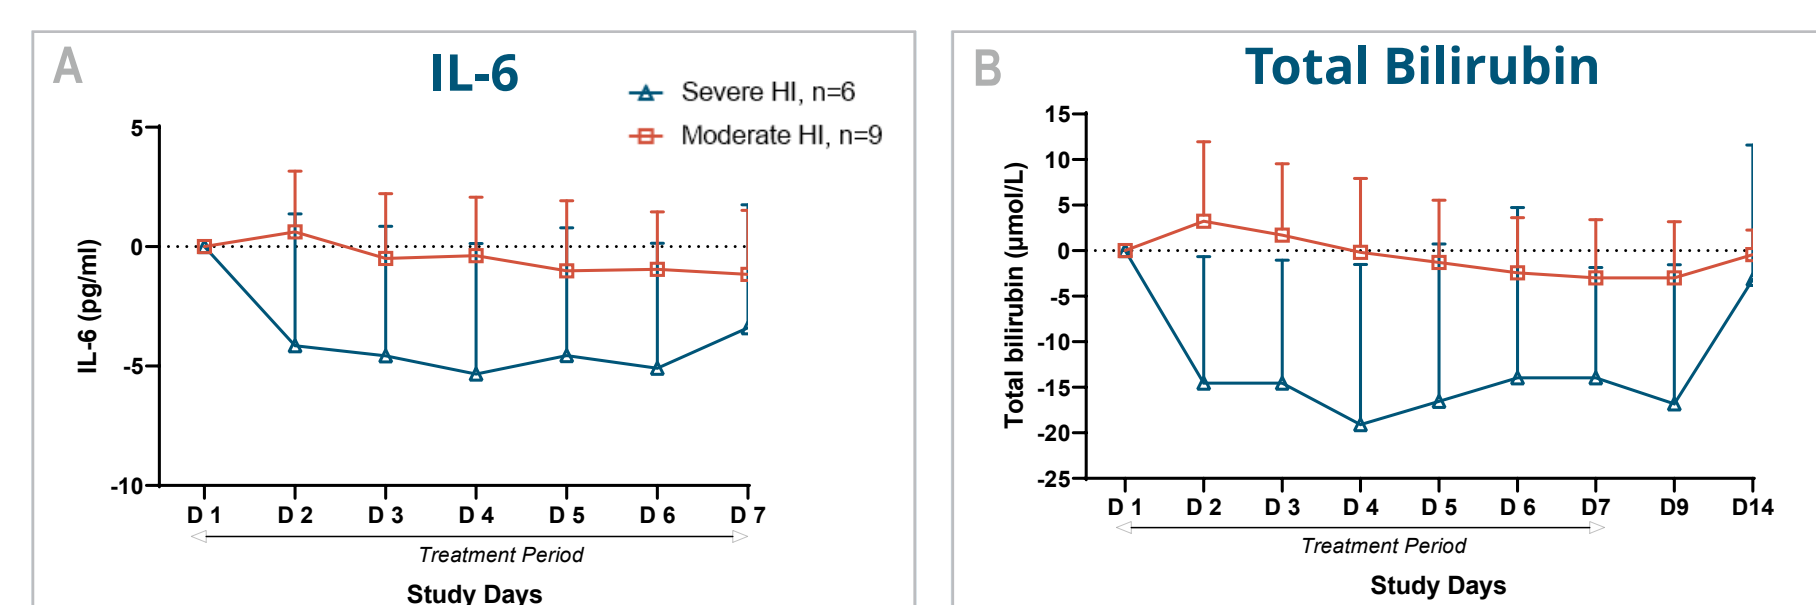 A
IL-6
Severe HI, n=6
Moderate HI, n=9
IL-6 (pg/ml)
5
0
-5
-10
D 1 D 2 D 3 D 4 D 5 D 6 D 7
Treatment Period
Study Days
B
Total Bilirubin
Total bilirubin (μmol/L)
15
10
5
0
-5
-10
-15
-20
-25
D 1 D 2 D 3 D 4 D 5 D 6 D7 D9 D14
Treatment Period
Study Days